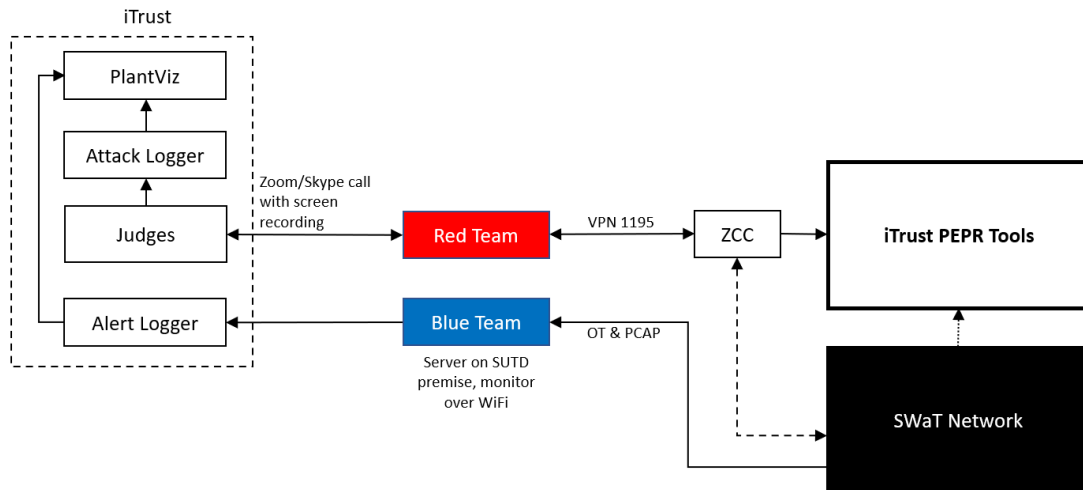 iTrust
PlantViz
Attack Logger
Judges
Alert Logger
Zoom/Skype call
with screen
recording
Red Team
VPN 1195
ZCC
iTrust PEPR Tools
Blue Team
OT & PCAP
Server on SUTD
premise, monitor
over WiFi
SWaT Network